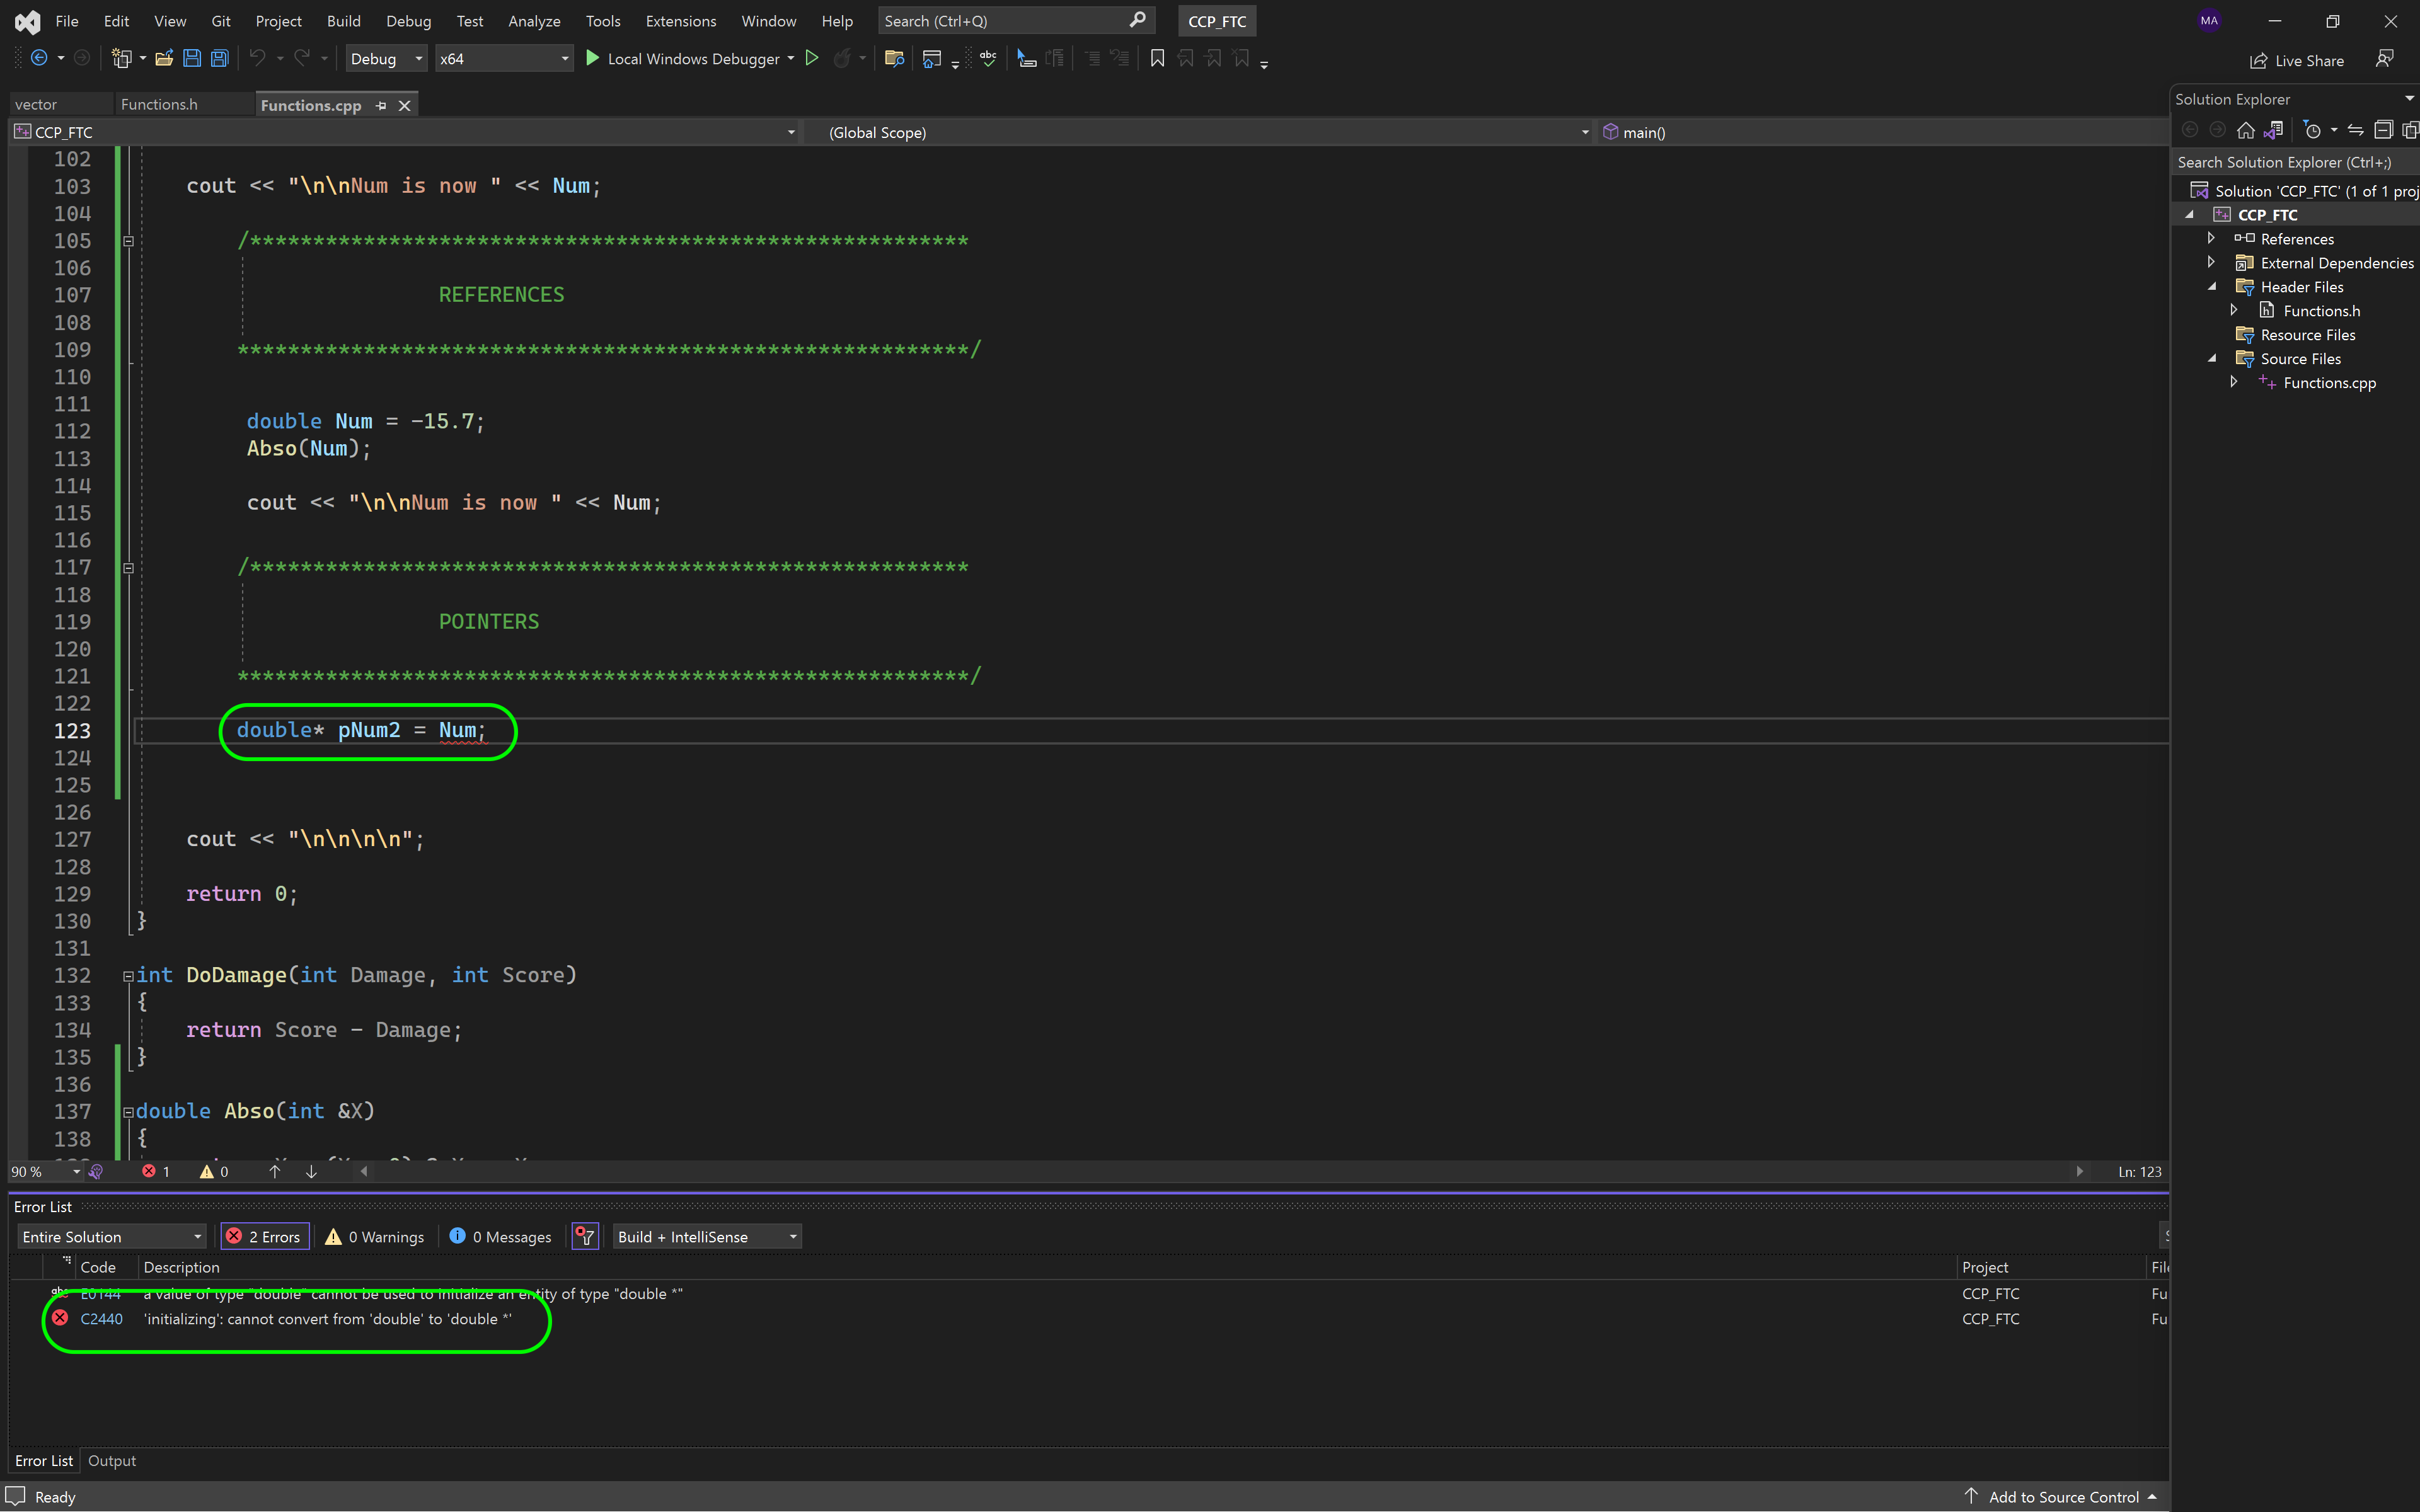 File Edit View Git Project Build Debug Test Analyze Tools Extensions Window Help Search (Ctrl+Q) CCP_FTC MA
Debug x64 Local Windows Debugger abc Live Share
vector Functions.h Functions.cpp
CCP_FTC (Global Scope) main()
102
103 cout << "\n\nNum is now " << Num;
104
105 /*********************************************************
106
107 REFERENCES
108
109 **********************************************************/
110
111
112 double Num = -15.7;
113 Abso(Num);
114
115 cout << "\n\nNum is now " << Num;
116
117 /*********************************************************
118
119 POINTERS
120
121 **********************************************************/
122
123 double* pNum2 = Num;
124
125
126
127 cout << "\n\n\n\n";
128
129 return 0;
130 }
131
132 int DoDamage(int Damage, int Score)
133 {
134 return Score - Damage;
135 }
136
137 double Abso(int &X)
138 {
90 % 1 0 Ln: 123
Error List
Entire Solution 2 Errors 0 Warnings 0 Messages Build + IntelliSense
Code Description Project
abc E0144 a value of type "double" cannot be used to initialize an entity of type "double *" CCP_FTC Fu
C2440 'initializing': cannot convert from 'double' to 'double *' CCP_FTC Fu
Error List Output
Ready Add to Source Control
Solution Explorer
Search Solution Explorer (Ctrl+;)
Solution 'CCP_FTC' (1 of 1 proj
CCP_FTC
References
External Dependencies
Header Files
Functions.h
Resource Files
Source Files
Functions.cpp